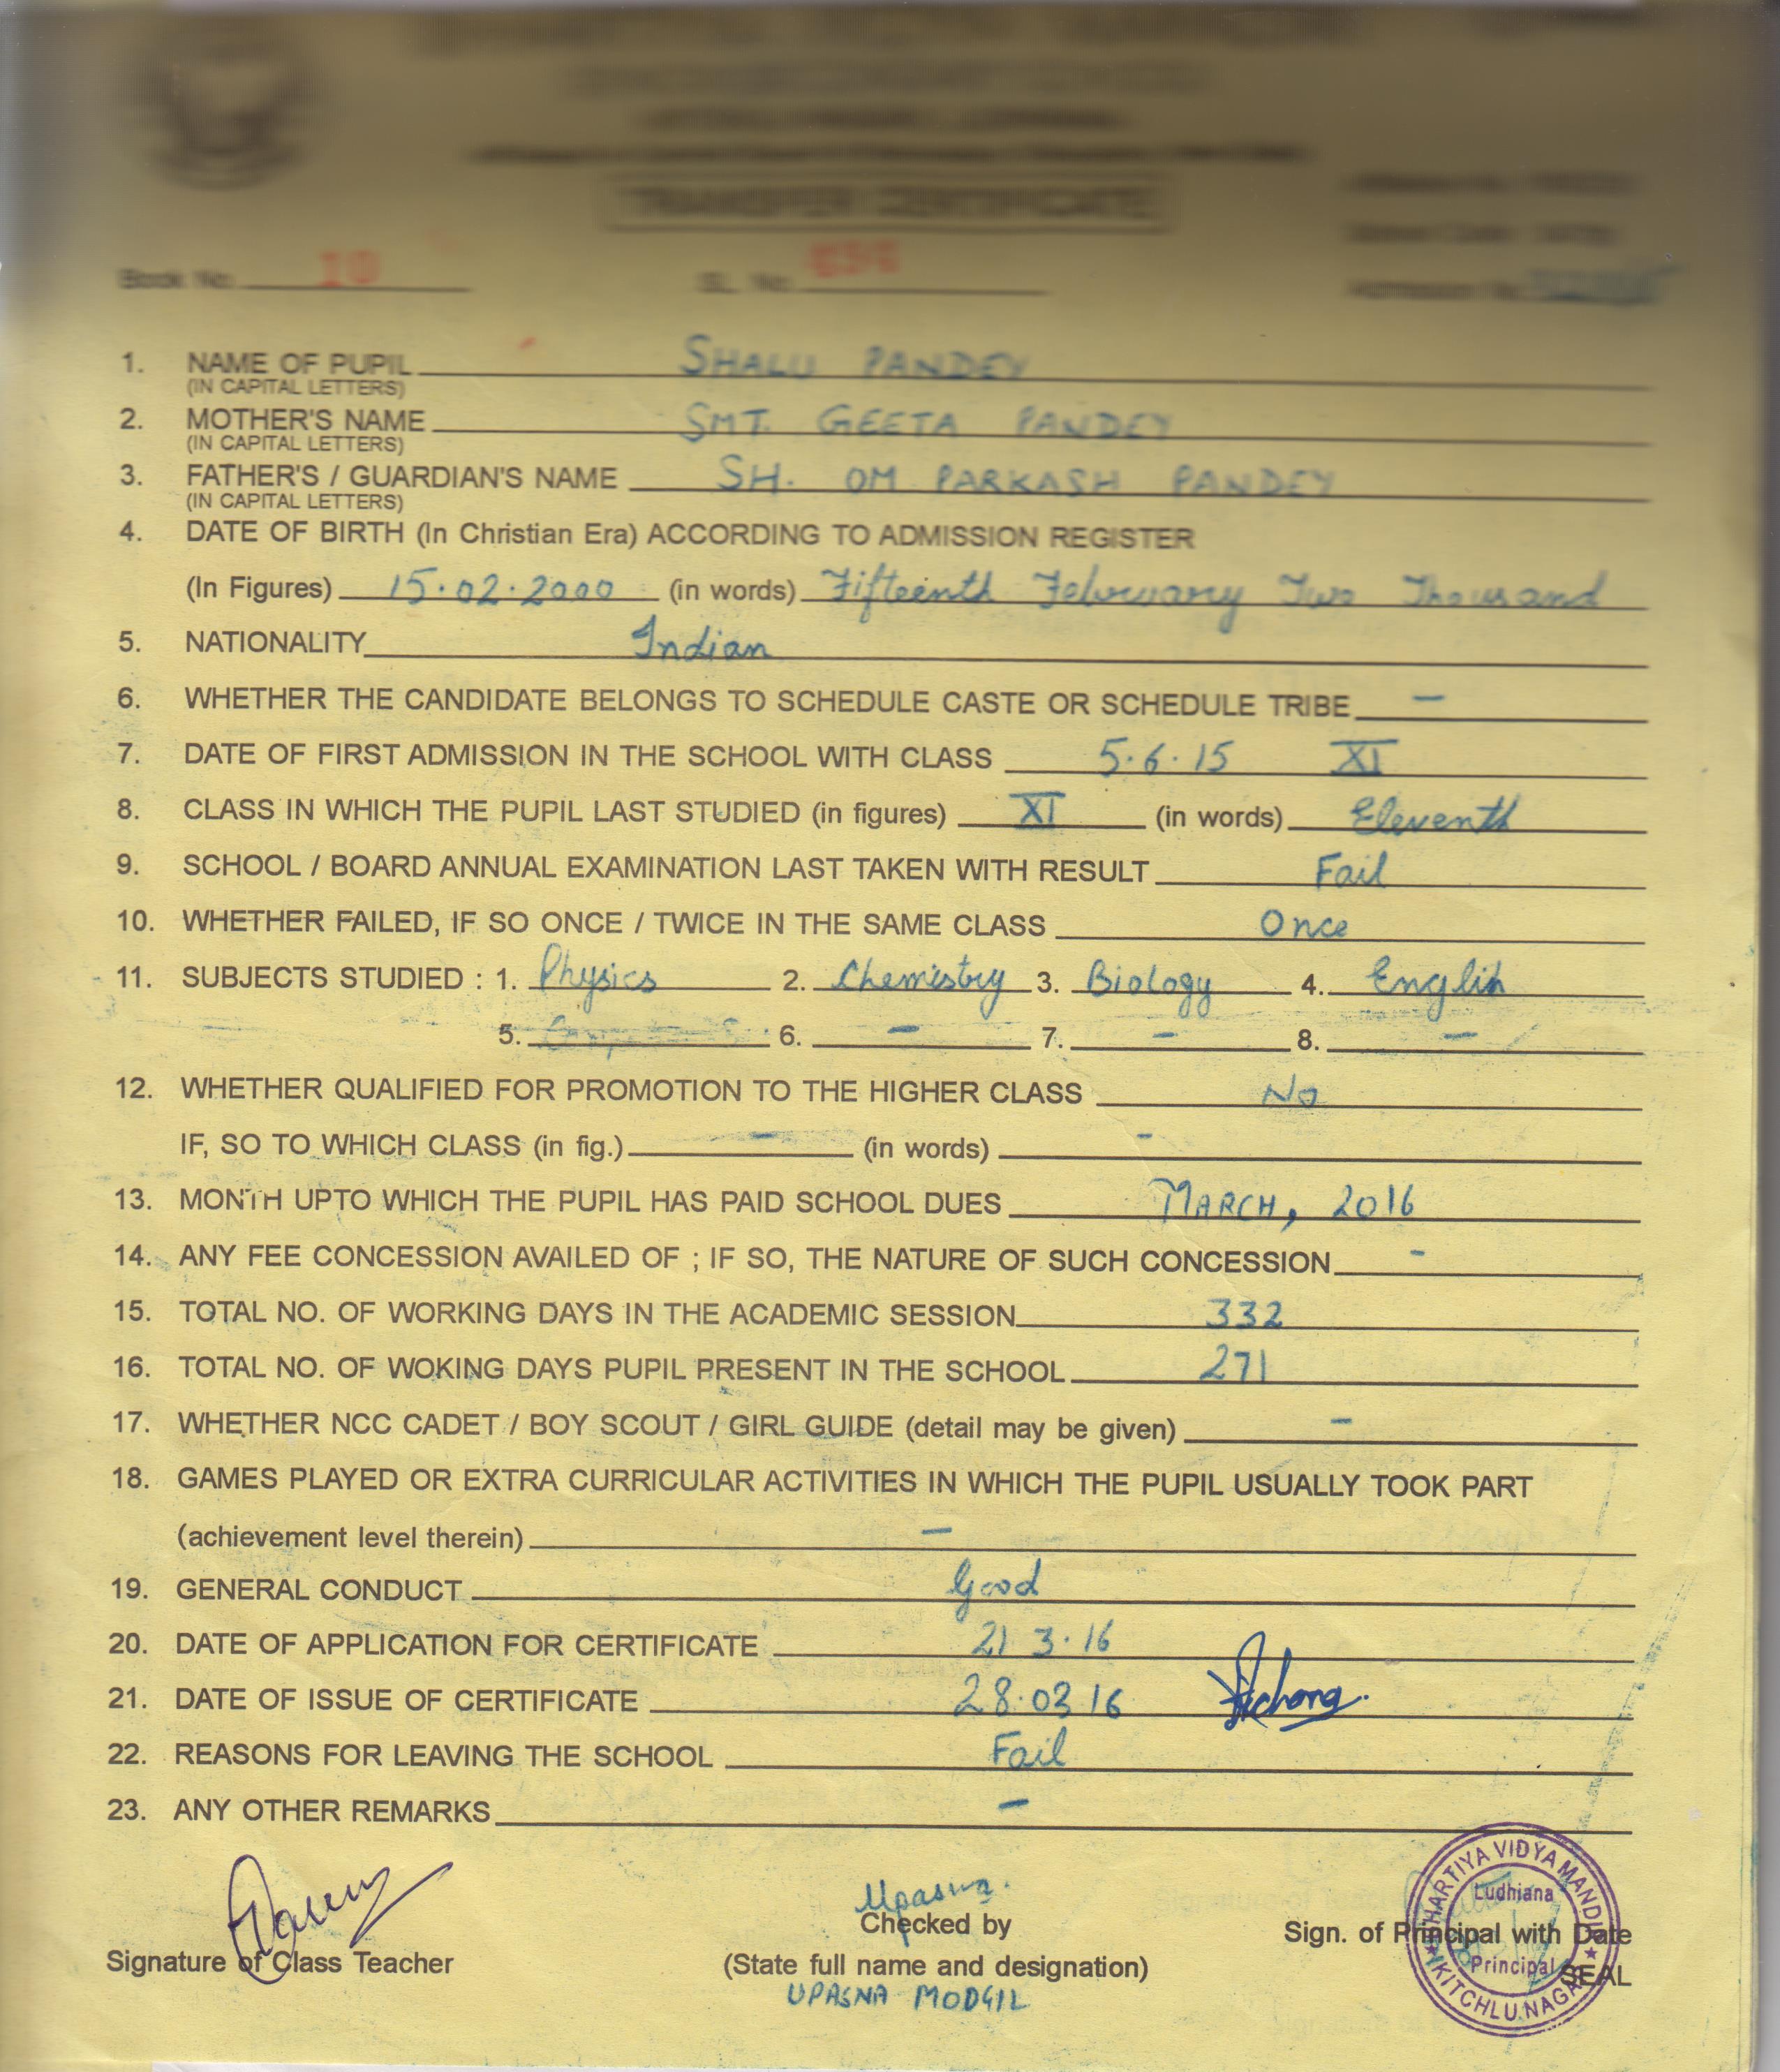 TRANSFER CERTIFICATE
Book No. 10 SL. No.
Admission No.
1. NAME OF PUPIL SHALU PANDEY
(IN CAPITAL LETTERS)
2. MOTHER'S NAME SMT. GEETA PANDEY
(IN CAPITAL LETTERS)
3. FATHER'S / GUARDIAN'S NAME SH. OM PARKASH PANDEY
(IN CAPITAL LETTERS)
4. DATE OF BIRTH (In Christian Era) ACCORDING TO ADMISSION REGISTER
(In Figures) 15.02.2000 (in words) Fifteenth February Two Thousand
5. NATIONALITY Indian
6. WHETHER THE CANDIDATE BELONGS TO SCHEDULE CASTE OR SCHEDULE TRIBE –
7. DATE OF FIRST ADMISSION IN THE SCHOOL WITH CLASS 5.6.15 XI
8. CLASS IN WHICH THE PUPIL LAST STUDIED (in figures) XI (in words) Eleventh
9. SCHOOL / BOARD ANNUAL EXAMINATION LAST TAKEN WITH RESULT Fail
10. WHETHER FAILED, IF SO ONCE / TWICE IN THE SAME CLASS Once
11. SUBJECTS STUDIED : 1. Physics 2. Chemistry 3. Biology 4. Englih
5. 6. – 7. – 8. –
12. WHETHER QUALIFIED FOR PROMOTION TO THE HIGHER CLASS No
IF, SO TO WHICH CLASS (in fig.) – (in words) -
13. MONTH UPTO WHICH THE PUPIL HAS PAID SCHOOL DUES MARCH, 2016
14. ANY FEE CONCESSION AVAILED OF ; IF SO, THE NATURE OF SUCH CONCESSION -
15. TOTAL NO. OF WORKING DAYS IN THE ACADEMIC SESSION 332
16. TOTAL NO. OF WOKING DAYS PUPIL PRESENT IN THE SCHOOL 271
17. WHETHER NCC CADET / BOY SCOUT / GIRL GUIDE (detail may be given) –
18. GAMES PLAYED OR EXTRA CURRICULAR ACTIVITIES IN WHICH THE PUPIL USUALLY TOOK PART
(achievement level therein) –
19. GENERAL CONDUCT Good
20. DATE OF APPLICATION FOR CERTIFICATE 21 3.16
21. DATE OF ISSUE OF CERTIFICATE 28.03 16
22. REASONS FOR LEAVING THE SCHOOL Fail
23. ANY OTHER REMARKS –
Upasna.
Signature of Class Teacher
Checked by
(State full name and designation)
UPASNA MODGIL
Sign. of Principal with Date
SEAL
BHARTIYA VIDYA MANDIR
Ludhiana
Principal
KITCHLU NAGAR